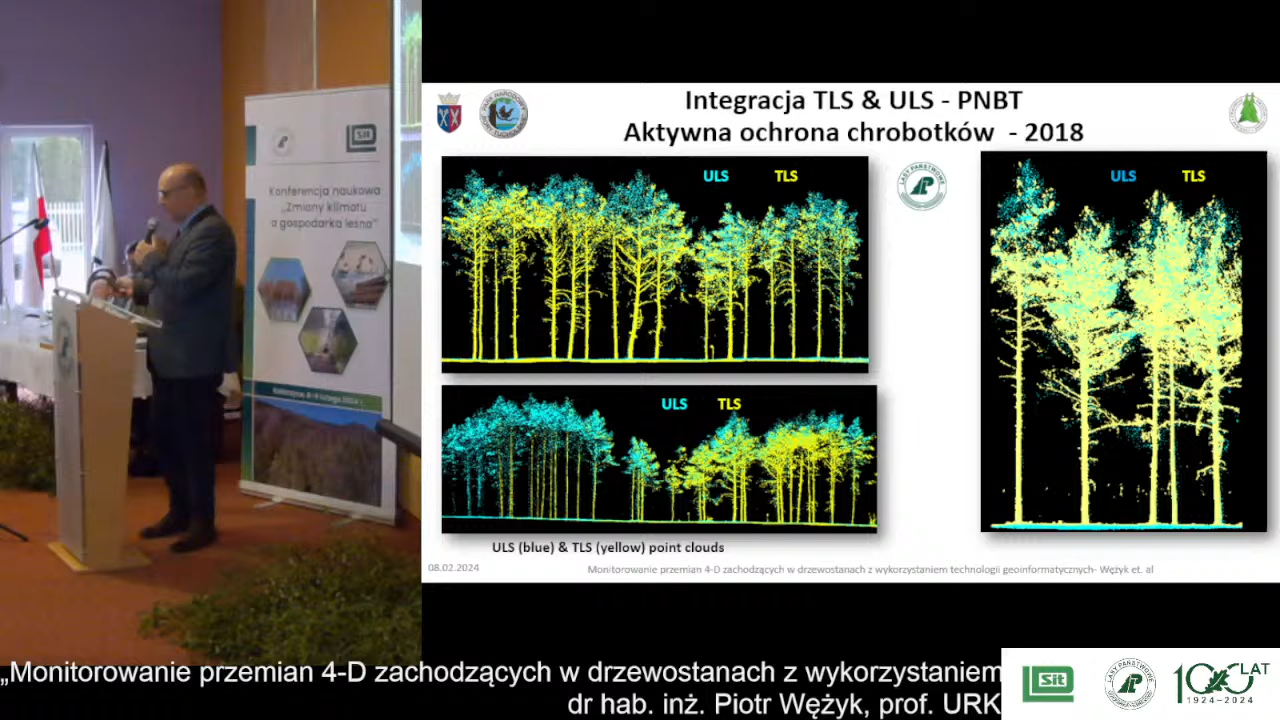 Integracja TLS & ULS - PNBT
Aktywna ochrona chrobotków - 2018
ULS TLS
ULS TLS
ULS TLS
ULS (blue) & TLS (yellow) point clouds
08.02.2024
Monitorowanie przemian 4-D zachodzących w drzewostanach z wykorzystaniem technologii geoinformatycznych- Wężyk et. al
LASY PAŃSTWOWE
Sit
Konferencja naukowa
„Zmiany klimatu
a gospodarka leśna”
„Monitorowanie przemian 4-D zachodzących w drzewostanach z wykorzystaniem
dr hab. inż. Piotr Wężyk, prof. URK
Sit
LASY PAŃSTWOWE
100 LAT
1924-2024